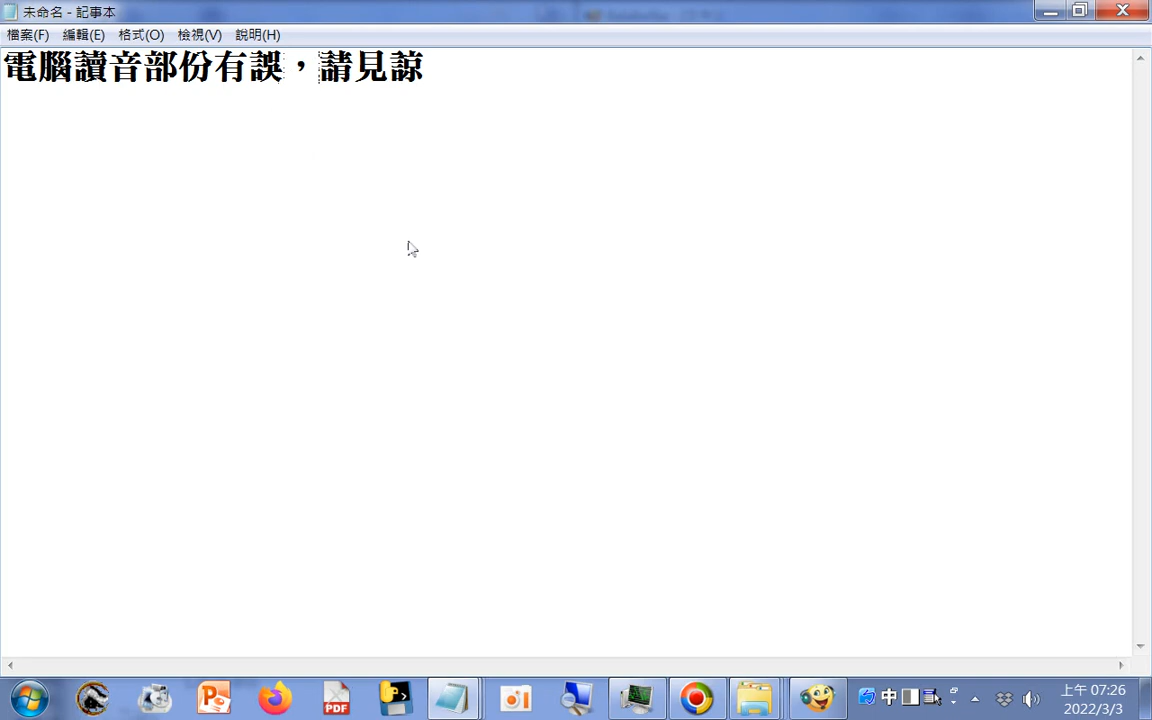 未命名 - 記事本
檔案(F) 編輯(E) 格式(O) 檢視(V) 說明(H)
電腦讀音部份有誤，請見諒
PDF
中
上午 07:26
2022/3/3